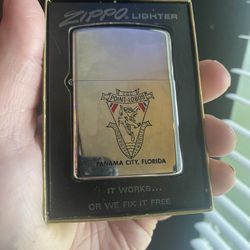 ZIPPO LIGHTER
POINT-LOBOS
PANAMA CITY, FLORIDA
IT WORKS...
OR WE FIX IT FREE